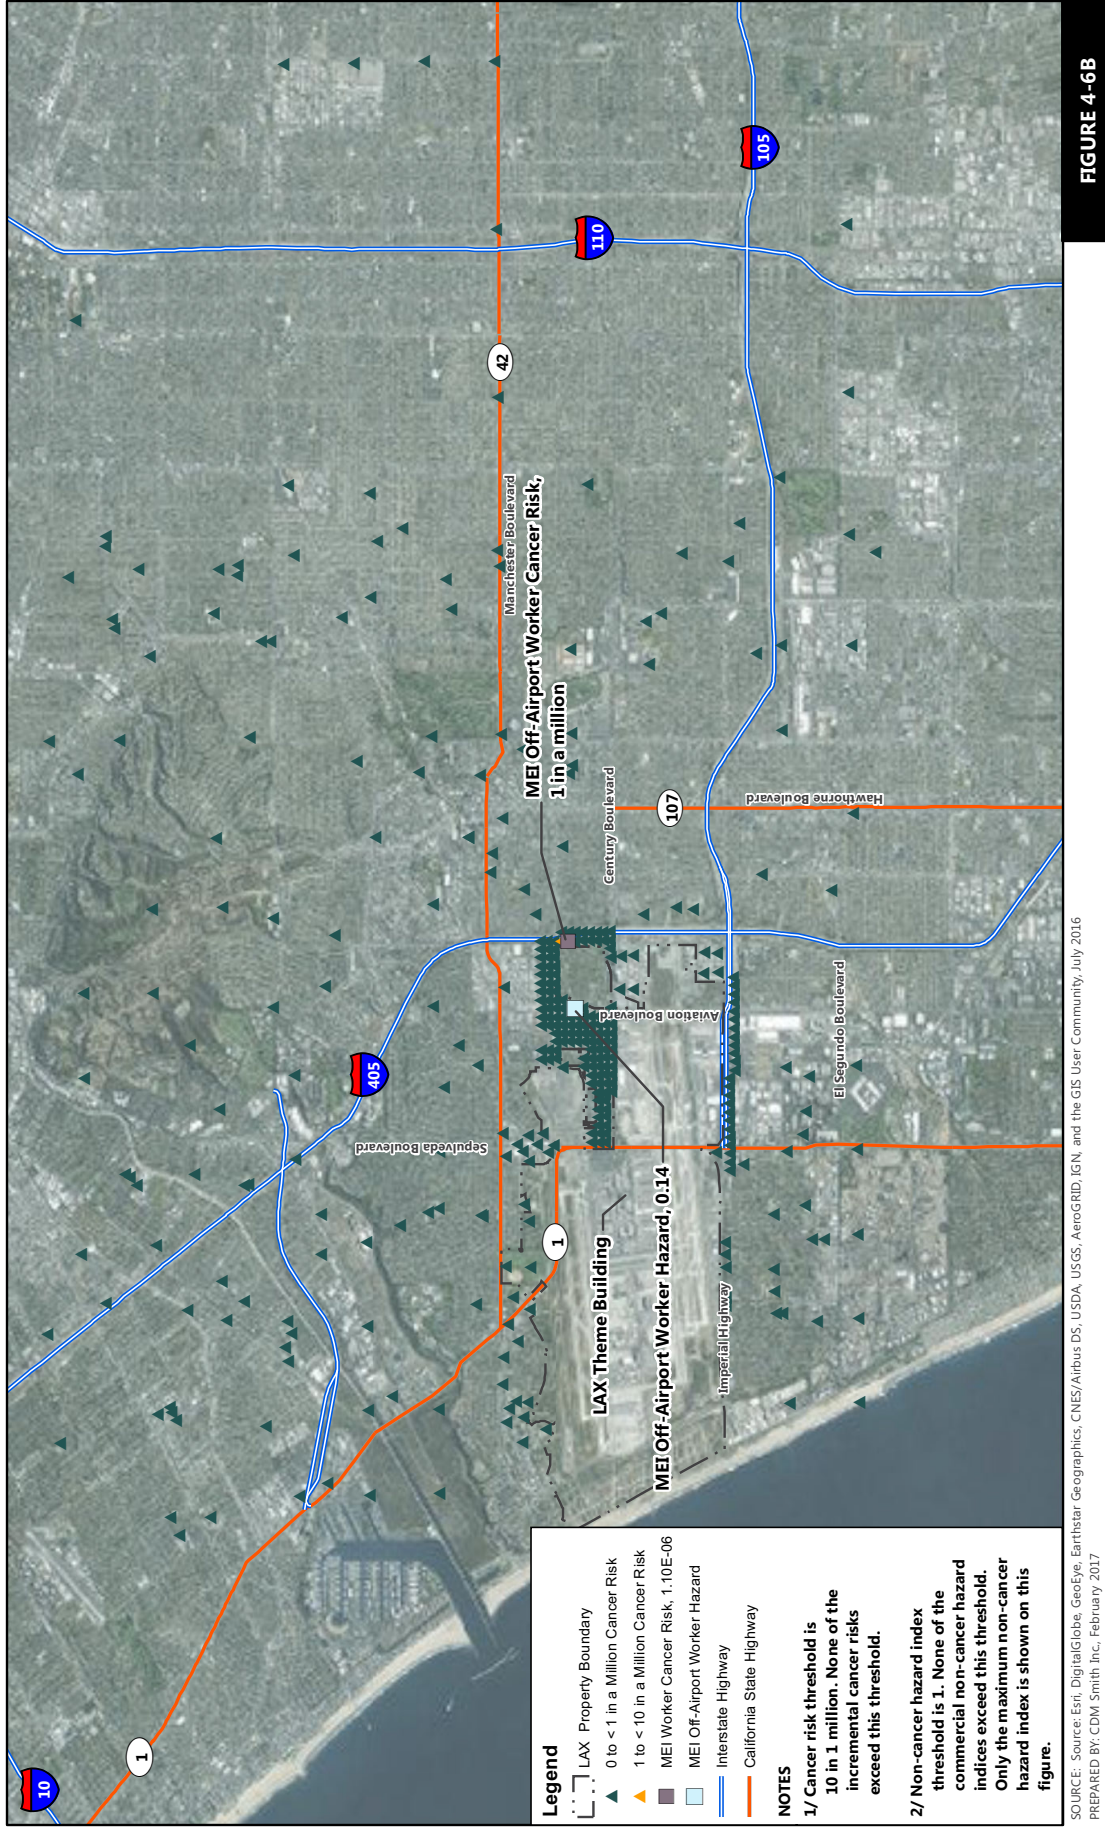 FIGURE 4-6B
10
1
405
42
110
105
107
1
Manchester Boulevard
MEI Off-Airport Worker Cancer Risk,
1 in a million
Century Boulevard
Hawthorne Boulevard
Sepulveda Boulevard
Aviation Boulevard
El Segundo Boulevard
Imperial Highway
LAX Theme Building
MEI Off-Airport Worker Hazard, 0.14
Legend
LAX Property Boundary
0 to < 1 in a Million Cancer Risk
1 to < 10 in a Million Cancer Risk
MEI Worker Cancer Risk, 1.10E-06
MEI Off-Airport Worker Hazard
Interstate Highway
California State Highway
NOTES
1/ Cancer risk threshold is
10 in 1 million. None of the
incremental cancer risks
exceed this threshold.
2/ Non-cancer hazard index
threshold is 1. None of the
commercial non-cancer hazard
indices exceed this threshold.
Only the maximum non-cancer
hazard index is shown on this
figure.
SOURCE: Source: Esri, DigitalGlobe, GeoEye, Earthstar Geographics, CNES/Airbus DS, USDA, USGS, AeroGRID, IGN, and the GIS User Community, July 2016
PREPARED BY: CDM Smith Inc, February 2017